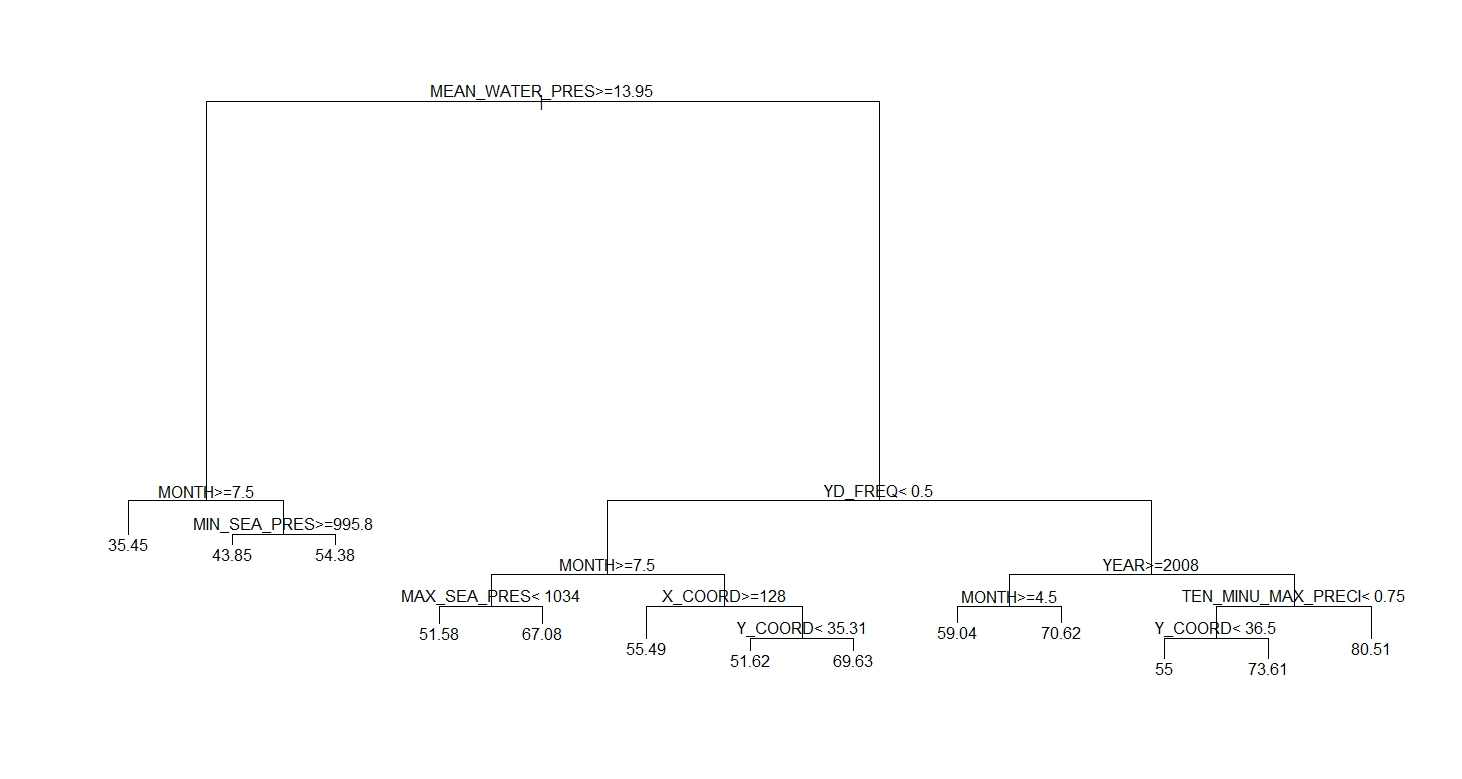 MEAN_WATER_PRES>=13.95
MONTH>=7.5
YD_FREQ< 0.5
MIN_SEA_PRES>=995.8
35.45
43.85
54.38
MONTH>=7.5
YEAR>=2008
MAX_SEA_PRES< 1034
X_COORD>=128
MONTH>=4.5
TEN_MINU_MAX_PRECI< 0.75
51.58
67.08
55.49
Y_COORD< 35.31
59.04
70.62
Y_COORD< 36.5
80.51
51.62
69.63
55
73.61